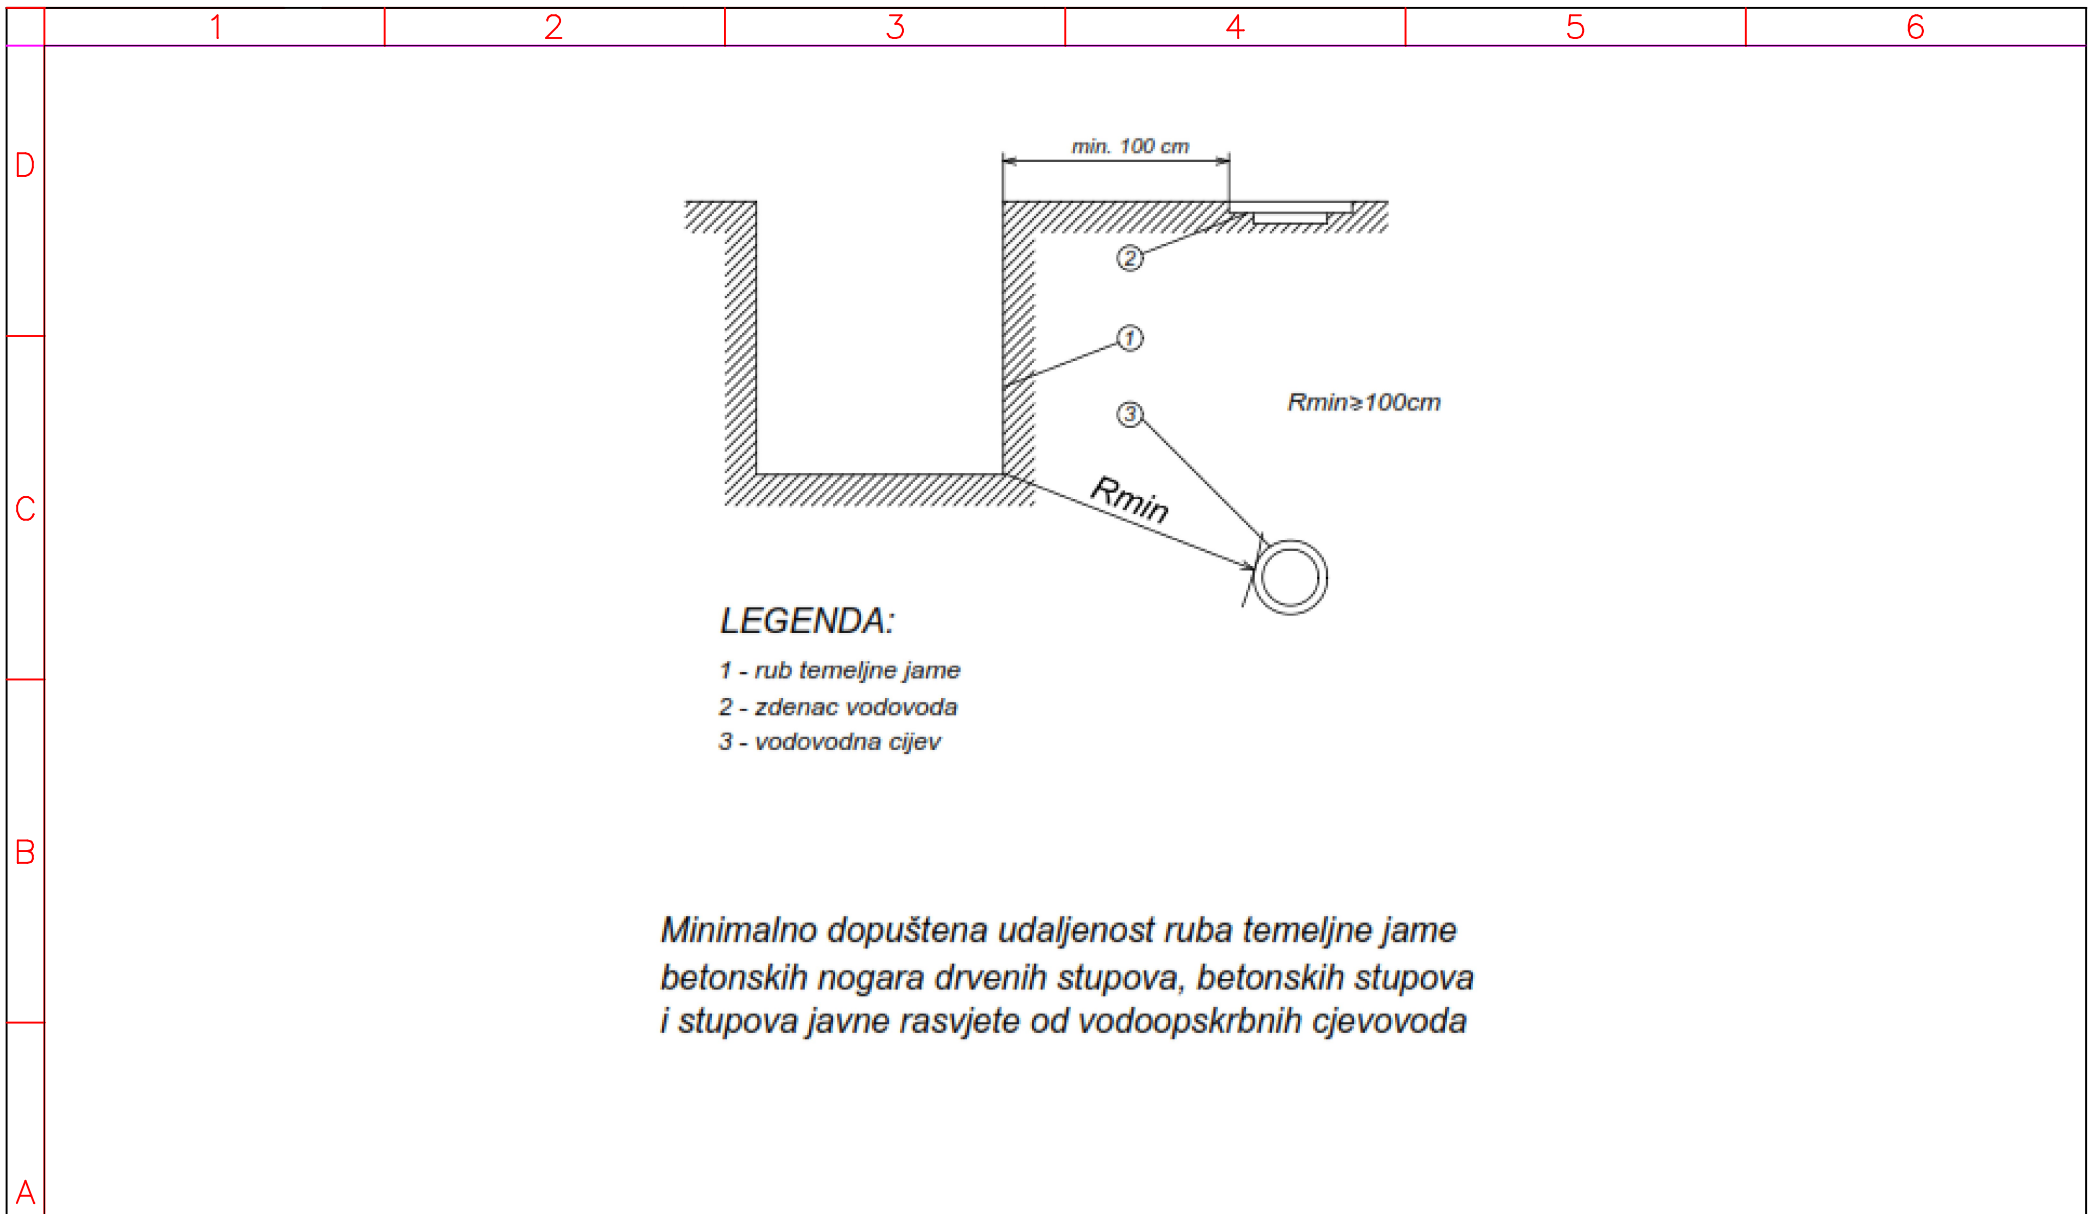 1 2 3 4 5 6
D
min. 100 cm
2
1
Rmin≥100cm
3
C
Rmin
LEGENDA:
1 - rub temeljne jame
2 - zdenac vodovoda
3 - vodovodna cijev
B
Minimalno dopuštena udaljenost ruba temeljne jame
betonskih nogara drvenih stupova, betonskih stupova
i stupova javne rasvjete od vodoopskrbnih cjevovoda
A